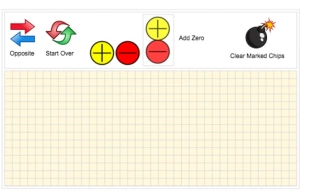 Opposite
Start Over
Add Zero
Clear Marked Chips